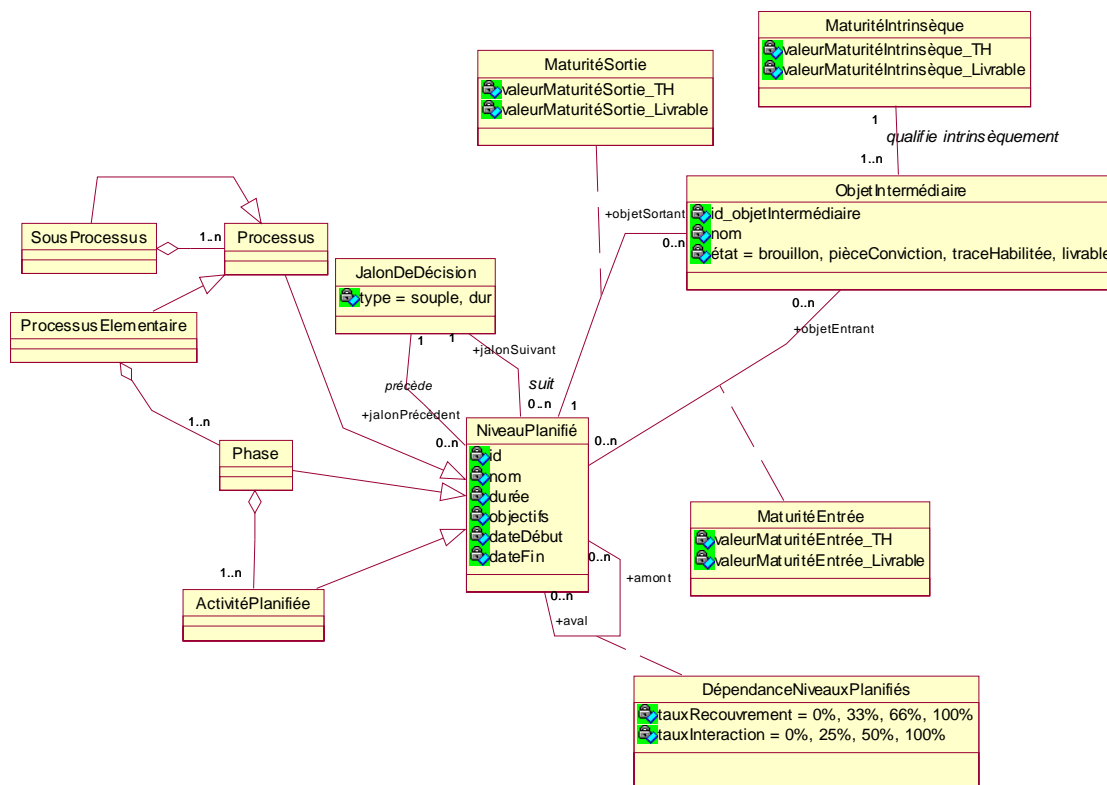 MaturitéIntrinsèque
valeurMaturitéIntrinsèque_TH
valeurMaturitéIntrinsèque_Livrable
MaturitéSortie
valeurMaturitéSortie_TH
valeurMaturitéSortie_Livrable
1
qualifie intrinsèquement
1..n
ObjetIntermédiaire
id_objetIntermédiaire
nom
état = brouillon, pièceConviction, traceHabilitée, livrable
+objetSortant
0..n
SousProcessus
1..n
Processus
JalonDeDécision
type = souple, dur
0..n
+objetEntrant
ProcessusElementaire
1
1
+jalonSuivant
précède
suit
0..n
1
+jalonPrécédent
1..n
0..n
0..n
NiveauPlanifié
id
nom
durée
objectifs
dateDébut
dateFin
Phase
MaturitéEntrée
valeurMaturitéEntrée_TH
valeurMaturitéEntrée_Livrable
0..n
+amont
1..n
0..n
ActivitéPlanifiée
+aval
DépendanceNiveauxPlanifiés
tauxRecouvrement = 0%, 33%, 66%, 100%
tauxInteraction = 0%, 25%, 50%, 100%